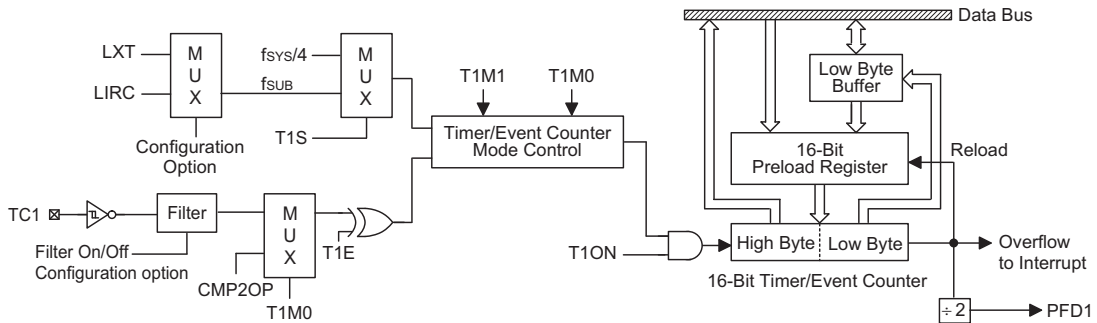 Data Bus
LXT
LIRC
M
U
X
Configuration
Option
fSYS/4
fSUB
M
U
X
T1S
T1M1
T1M0
Timer/Event Counter
Mode Control
Low Byte
Buffer
16-Bit
Preload Register
Reload
TC1
Filter
Filter On/Off
Configuration option
M
U
X
CMP2OP
T1M0
T1E
T1ON
High Byte
Low Byte
16-Bit Timer/Event Counter
Overflow
to Interrupt
÷2
PFD1